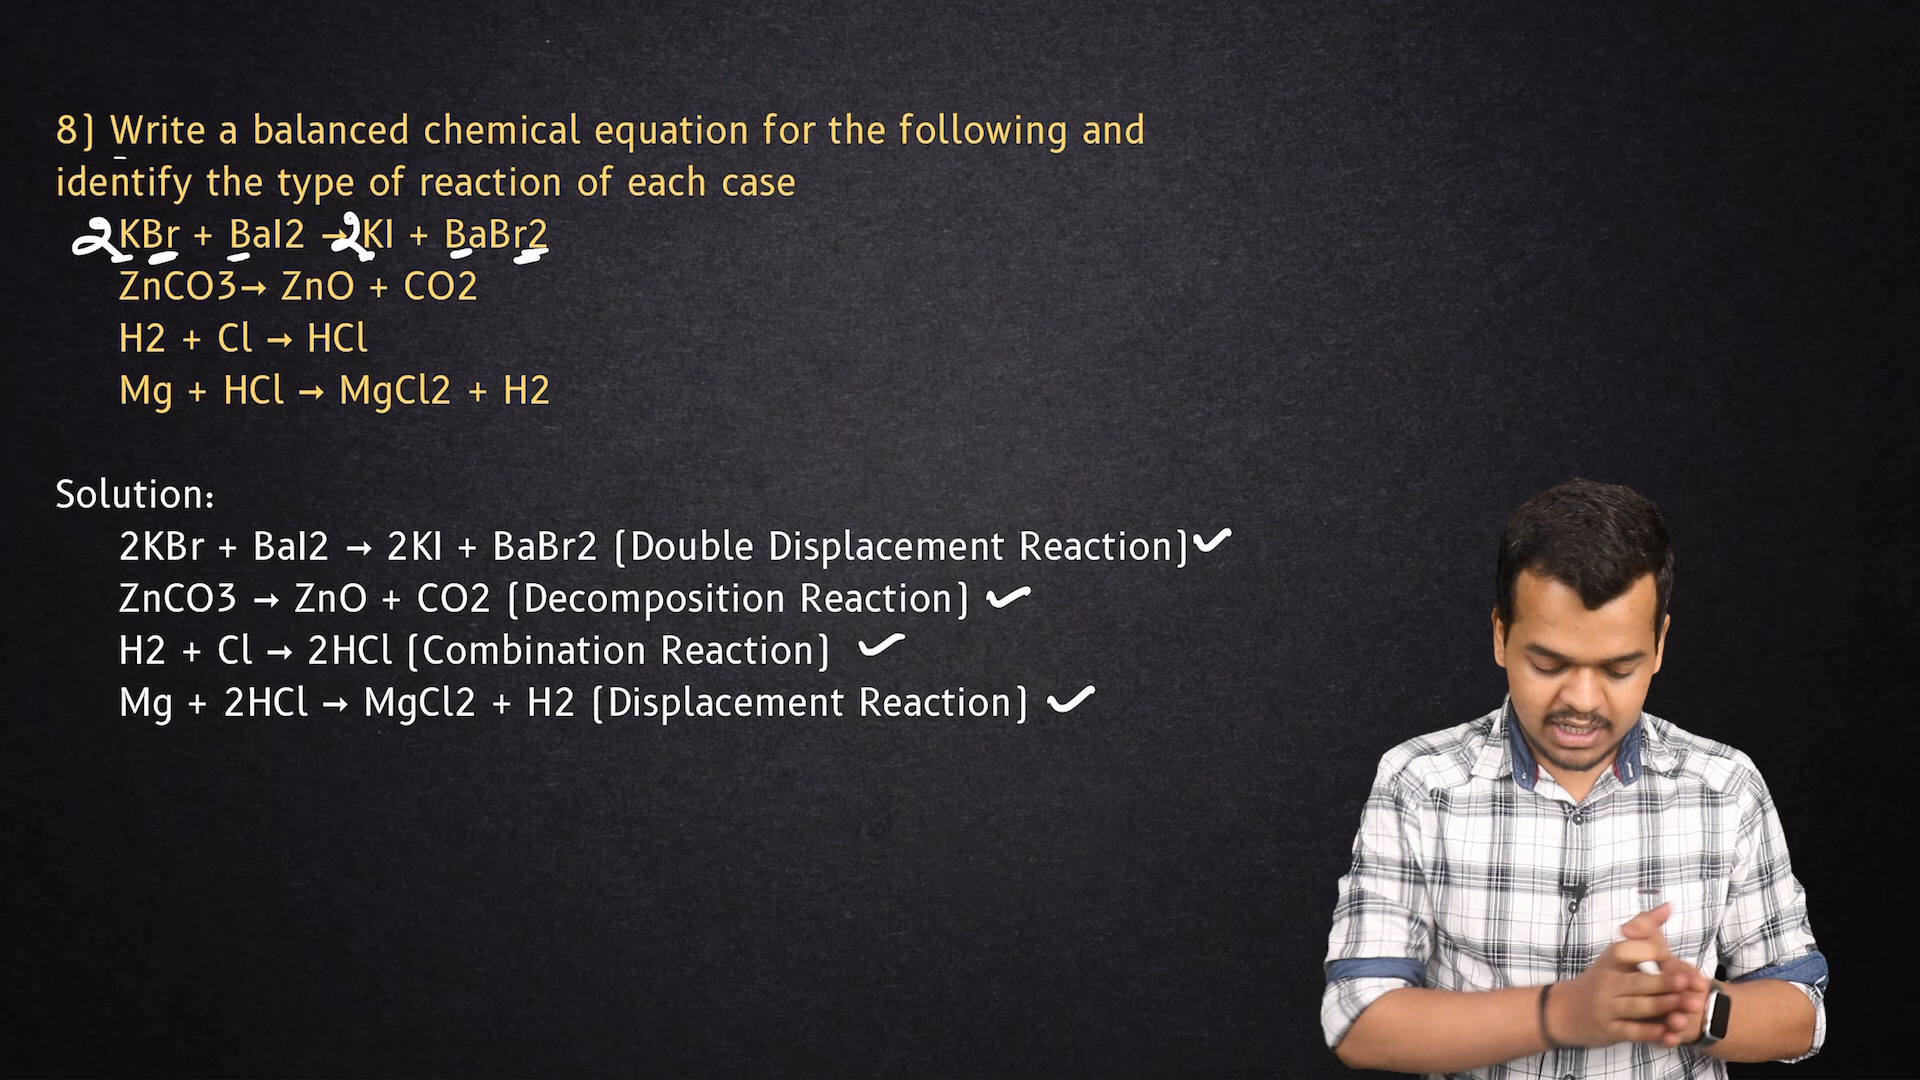 8) Write a balanced chemical equation for the following and
identify the type of reaction of each case
2KBr + BaI2 → 2KI + BaBr2
ZnCO3→ ZnO + CO2
H2 + Cl → HCl
Mg + HCl → MgCl2 + H2
Solution:
2KBr + BaI2 → 2KI + BaBr2 (Double Displacement Reaction)
ZnCO3 → ZnO + CO2 (Decomposition Reaction)
H2 + Cl → 2HCl (Combination Reaction)
Mg + 2HCl → MgCl2 + H2 (Displacement Reaction)